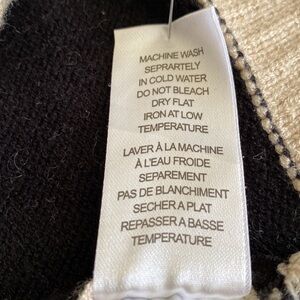 MACHINE WASH
SEPRARTELY
IN COLD WATER
DO NOT BLEACH
DRY FLAT
IRON AT LOW
TEMPERATURE
LAVER À LA MACHINE
À L'EAU FROIDE
SEPAREMENT
PAS DE BLANCHIMENT
SECHER A PLAT
REPASSER A BASSE
TEMPERATURE